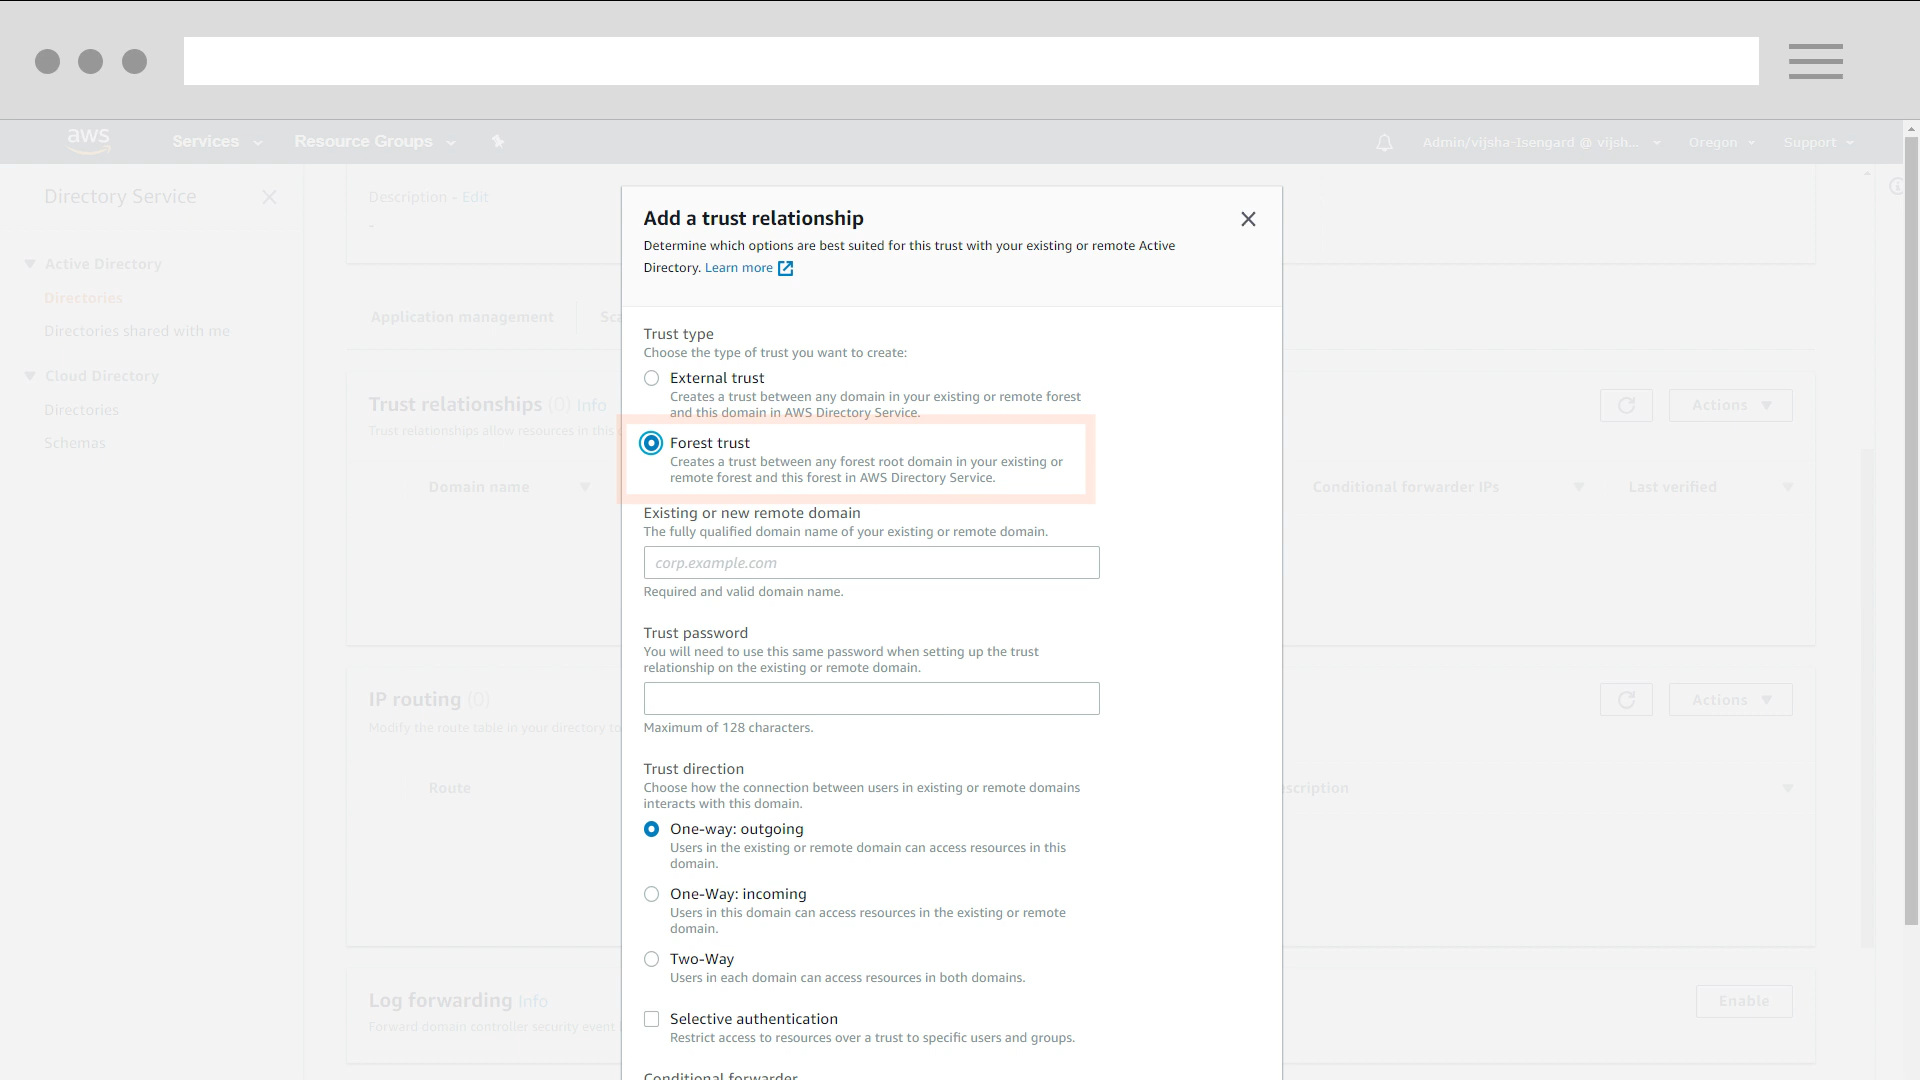 aws
Services
Resource Groups
Admin/vijsha-Isengard @ vijsh...
Oregon
Support
Directory Service
Active Directory
Directories
Directories shared with me
Cloud Directory
Directories
Schemas
Description - Edit
-
Application management
Trust relationships (0) Info
Trust relationships allow resources in this
Domain name
Actions
Conditional forwarder IPs
Last verified
IP routing (0)
Modify the route table in your directory to
Route
Actions
Log forwarding Info
Forward domain controller security event
Enable
Add a trust relationship
Determine which options are best suited for this trust with your existing or remote Active
Directory. Learn more
Trust type
Choose the type of trust you want to create:
External trust
Creates a trust between any domain in your existing or remote forest
and this domain in AWS Directory Service.
Forest trust
Creates a trust between any forest root domain in your existing or
remote forest and this forest in AWS Directory Service.
Existing or new remote domain
The fully qualified domain name of your existing or remote domain.
corp.example.com
Required and valid domain name.
Trust password
You will need to use this same password when setting up the trust
relationship on the existing or remote domain.
Maximum of 128 characters.
Trust direction
Choose how the connection between users in existing or remote domains
interacts with this domain.
One-way: outgoing
Users in the existing or remote domain can access resources in this
domain.
One-Way: incoming
Users in this domain can access resources in the existing or remote
domain.
Two-Way
Users in each domain can access resources in both domains.
Selective authentication
Restrict access to resources over a trust to specific users and groups.
Conditional forwarder